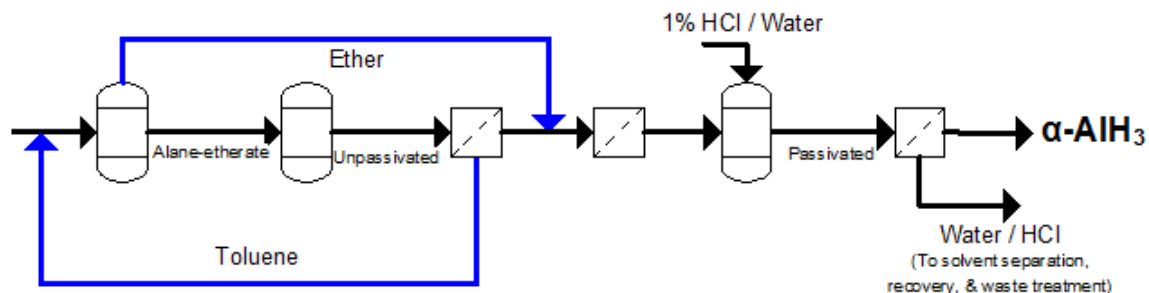 1% HCl / Water
Ether
Alane-etherate
Unpassivated
Passivated
α-AlH₃
Toluene
Water / HCl
(To solvent separation,
recovery, & waste treatment)